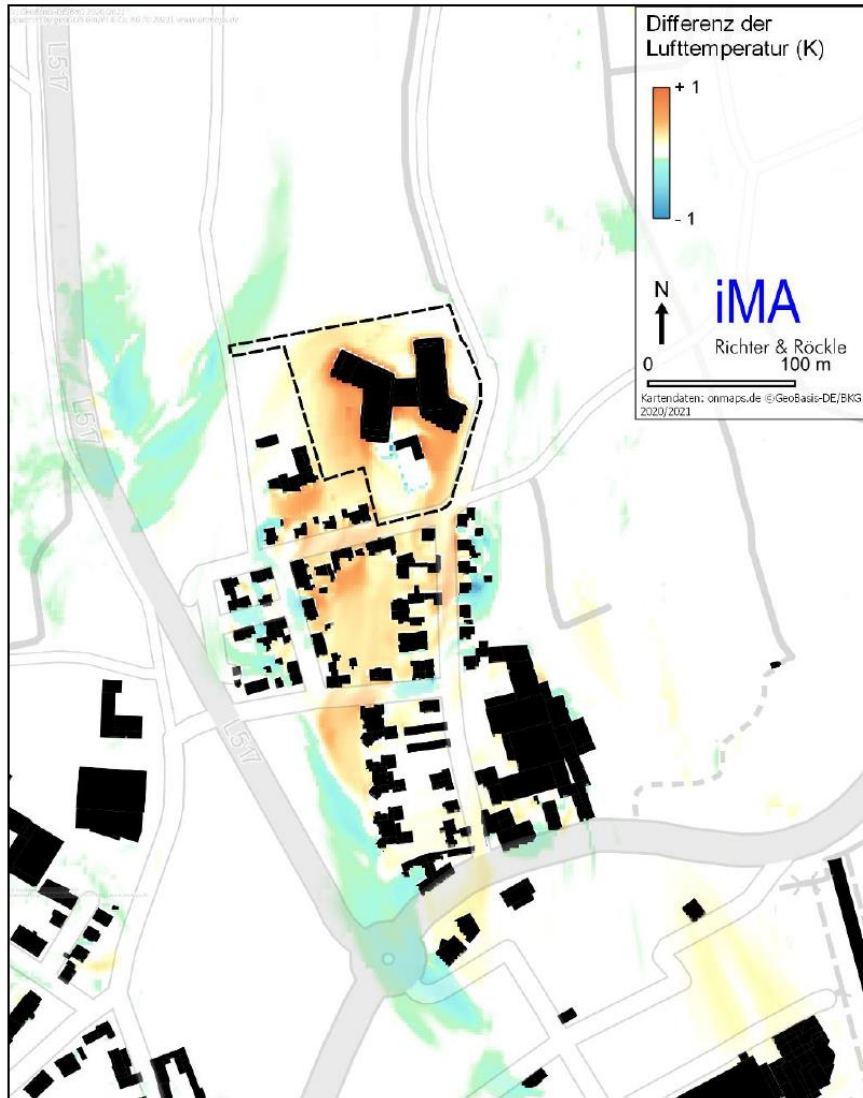 L517
Differenz der
Lufttemperatur (K)
+ 1
- 1
N
iMA
Richter & Röckle
0 100 m
Kartendaten: onmaps.de ©GeoBasis-DE/BKG
2020/2021
L517
L517